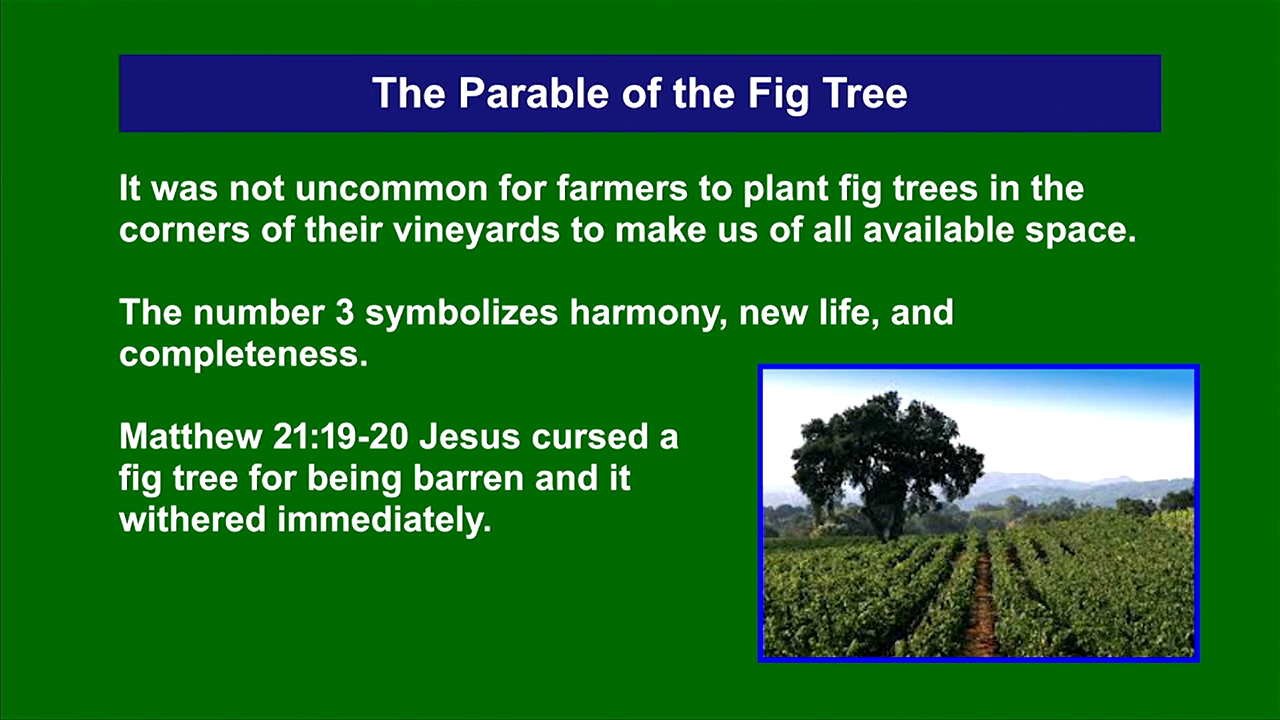 The Parable of the Fig Tree
It was not uncommon for farmers to plant fig trees in the
corners of their vineyards to make us of all available space.
The number 3 symbolizes harmony, new life, and
completeness.
Matthew 21:19-20 Jesus cursed a
fig tree for being barren and it
withered immediately.